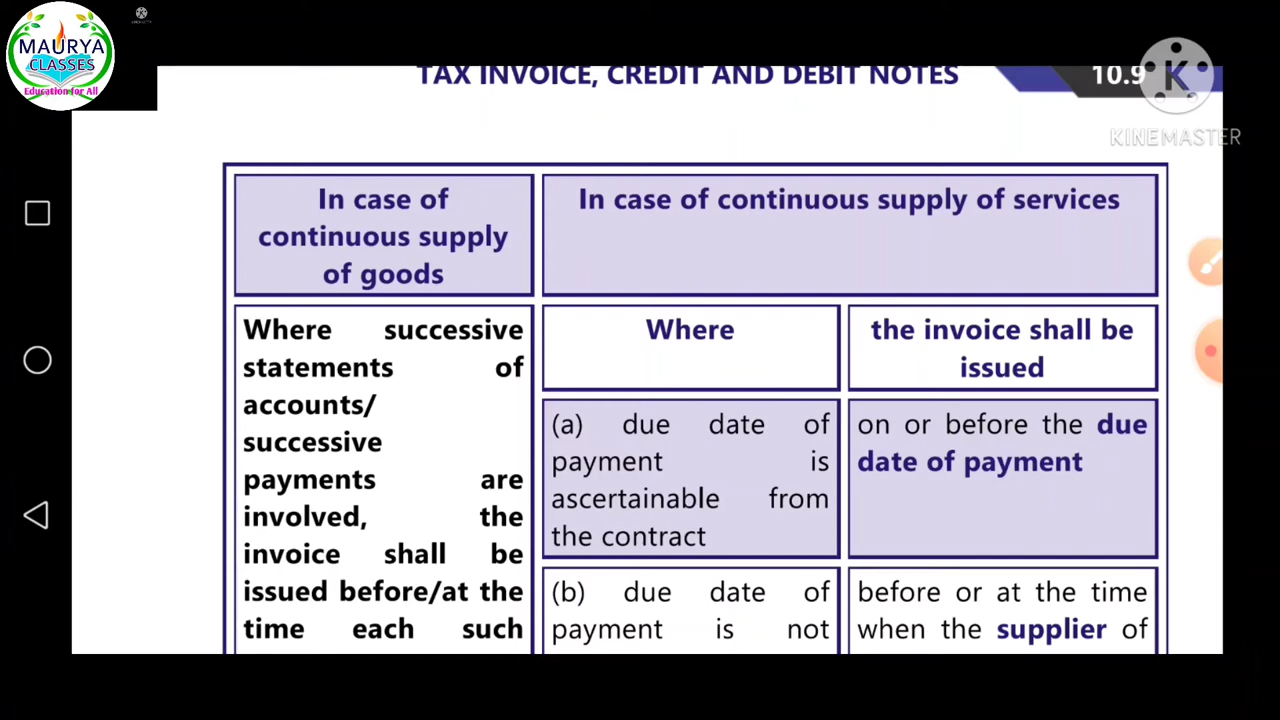 MAURYA
CLASSES
Education for All
TAX INVOICE, CREDIT AND DEBIT NOTES
10.9
K
KINEMASTER
In case of
continuous supply
of goods
In case of continuous supply of services
Where successive
statements of
accounts/
successive
payments are
involved, the
invoice shall be
issued before/at the
time each such
Where
the invoice shall be
issued
(a) due date of
payment is
ascertainable from
the contract
on or before the due
date of payment
(b) due date of
payment is not
before or at the time
when the supplier of